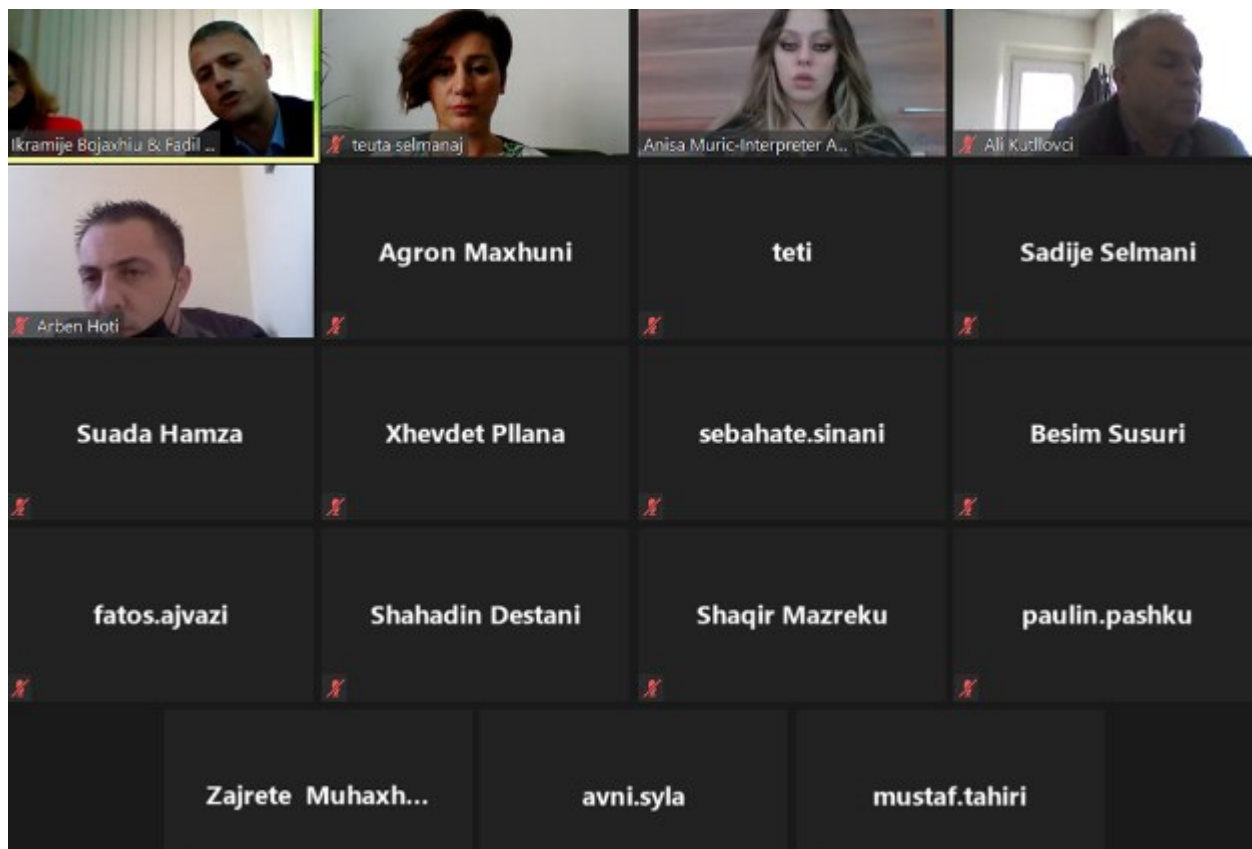 Ikramije Bojaxhiu & Fadil ...
teuta selmanaj
Anisa Muric-Interpreter A...
Ali Kutllovci
Arben Hoti
Agron Maxhuni
teti
Sadije Selmani
Suada Hamza
Xhevdet Pllana
sebahate.sinani
Besim Susuri
fatos.ajvazi
Shahadin Destani
Shaqir Mazreku
paulin.pashku
Zajrete Muhaxh...
avni.syla
mustaf.tahiri